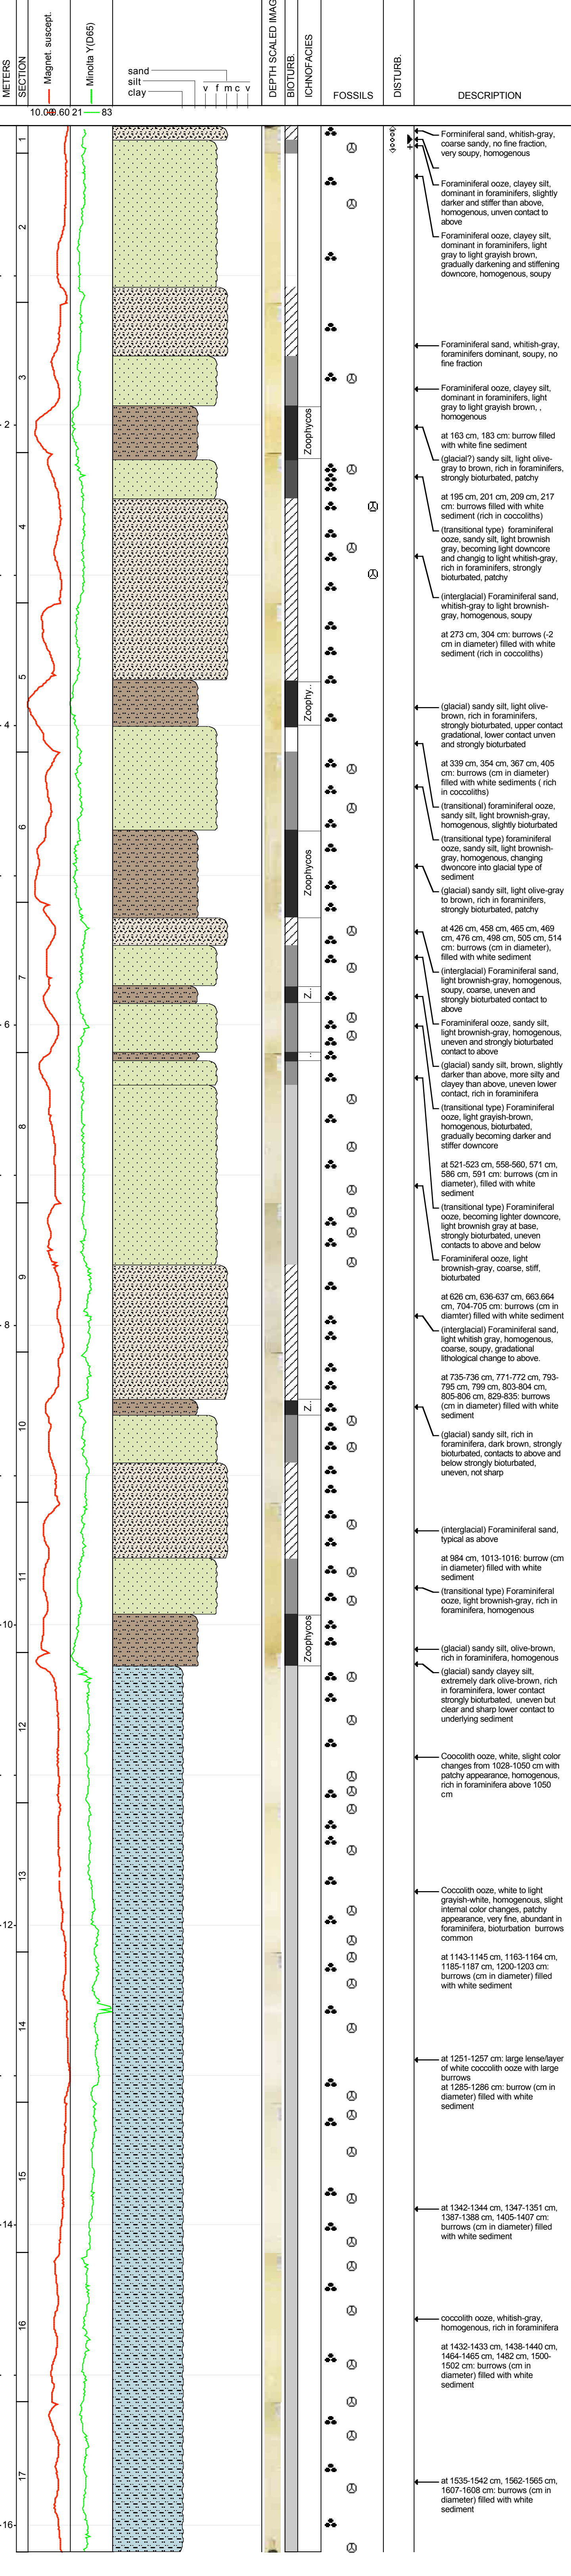 METERS
SECTION
Magnet. suscept.
Minolta Y(D65)
sand
silt
clay
v f m c v
DEPTH SCALED IMAG
BIOTURB.
ICHNOFACIES
FOSSILS
DISTURB.
DESCRIPTION
21 83
1
2
3
2
4
5
4
6
7
6
8
9
8
10
11
10
12
13
12
14
15
14
16
17
16
Zoophycos
Zoophy..
Zoophycos
Z..
..
Z..
Zoophycos
Forminiferal sand, whitish-gray,
coarse sandy, no fine fraction,
very soupy, homogenous
Foraminiferal ooze, clayey silt,
dominant in foraminifers, slightly
darker and stiffer than above,
homogenous, unven contact to
above
Foraminiferal ooze, clayey silt,
dominant in foraminifers, light
gray to light grayish brown,
gradually darkening and stiffening
downcore, homogenous, soupy
Foraminiferal sand, whitish-gray,
foraminifers dominant, soupy, no
fine fraction
Foraminiferal ooze, clayey silt,
dominant in foraminifers, light
gray to light grayish brown, ,
homogenous
at 163 cm, 183 cm: burrow filled
with white fine sediment
(glacial?) sandy silt, light olive-
gray to brown, rich in foraminifers,
strongly bioturbated, patchy
at 195 cm, 201 cm, 209 cm, 217
cm: burrows filled with white
sediment (rich in coccoliths)
(transitional type) foraminiferal
ooze, sandy silt, light brownish
gray, becoming light downcore
and changig to light whitish-gray,
rich in foraminifers, strongly
bioturbated, patchy
(interglacial) Foraminiferal sand,
whitish-gray to light brownish-
gray, homogenous, soupy
at 273 cm, 304 cm: burrows (-2
cm in diameter) filled with white
sediment (rich in coccoliths)
(glacial) sandy silt, light olive-
brown, rich in foraminifers,
strongly bioturbated, upper contact
gradational, lower contact unven
and strongly bioturbated
at 339 cm, 354 cm, 367 cm, 405
cm: burrows (cm in diameter)
filled with white sediments ( rich
in coccoliths)
(transitional) foraminiferal ooze,
sandy silt, light brownish-gray,
homogenous, slightly bioturbated
(transitional type) foraminiferal
ooze, sandy silt, light brownish-
gray, homogenous, changing
dwoncore into glacial type of
sediment
(glacial) sandy silt, light olive-gray
to brown, rich in foraminifers,
strongly bioturbated, patchy
at 426 cm, 458 cm, 465 cm, 469
cm, 476 cm, 498 cm, 505 cm, 514
cm: burrows (cm in diameter),
filled with white sediment
(interglacial) Foraminiferal sand,
light brownish-gray, homogenous,
soupy, coarse, uneven and
strongly bioturbated contact to
above
Foraminiferal ooze, sandy silt,
light brownish-gray, homogenous,
uneven and strongly bioturbated
contact to above
(glacial) sandy silt, brown, slightly
darker than above, more silty and
clayey than above, uneven lower
contact, rich in foraminifera
(transitional type) Foraminiferal
ooze, light grayish-brown,
homogenous, bioturbated,
gradually becoming darker and
stiffer downcore
at 521-523 cm, 558-560, 571 cm,
586 cm, 591 cm: burrows (cm in
diameter), filled with white
sediment
(transitional type) Foraminiferal
ooze, becoming lighter downcore,
light brownish gray at base,
strongly bioturbated, uneven
contacts to above and below
Foraminiferal ooze, light
brownish-gray, coarse, stiff,
bioturbated
at 626 cm, 636-637 cm, 663.664
cm, 704-705 cm: burrows (cm in
diamter) filled with white sediment
(interglacial) Foraminiferal sand,
light whitish gray, homogenous,
coarse, soupy, gradational
lithological change to above.
at 735-736 cm, 771-772 cm, 793-
795 cm, 799 cm, 803-804 cm,
805-806 cm, 829-835: burrows
(cm in diameter) filled with white
sediment
(glacial) sandy silt, rich in
foraminifera, dark brown, strongly
bioturbated, contacts to above and
below strongly bioturbated,
uneven, not sharp
(interglacial) Foraminiferal sand,
typical as above
at 984 cm, 1013-1016: burrow (cm
in diameter) filled with white
sediment
(transitional type) Foraminiferal
ooze, light brownish-gray, rich in
foraminifera, homogenous
(glacial) sandy silt, olive-brown,
rich in foraminifera, homogenous
(glacial) sandy clayey silt,
extremely dark olive-brown, rich
in foraminifera, lower contact
strongly bioturbated, uneven but
clear and sharp lower contact to
underlying sediment
Coocolith ooze, white, slight color
changes from 1028-1050 cm with
patchy appearance, homogenous,
rich in foraminifera above 1050
cm
Coccolith ooze, white to light
grayish-white, homogenous, slight
internal color changes, patchy
appearance, very fine, abundant in
foraminifera, bioturbation burrows
common
at 1143-1145 cm, 1163-1164 cm,
1185-1187 cm, 1200-1203 cm:
burrows (cm in diameter) filled
with white sediment
at 1251-1257 cm: large lense/layer
of white coccolith ooze with large
burrows
at 1285-1286 cm: burrow (cm in
diameter) filled with white
sediment
at 1342-1344 cm, 1347-1351 cm,
1387-1388 cm, 1405-1407 cm:
burrows (cm in diameter) filled
with white sediment
coccolith ooze, whitish-gray,
homogenous, rich in foraminifera
at 1432-1433 cm, 1438-1440 cm,
1464-1465 cm, 1482 cm, 1500-
1502 cm: burrows (cm in
diameter) filled with white
sediment
at 1535-1542 cm, 1562-1565 cm,
1607-1608 cm: burrows (cm in
diameter) filled with white
sediment